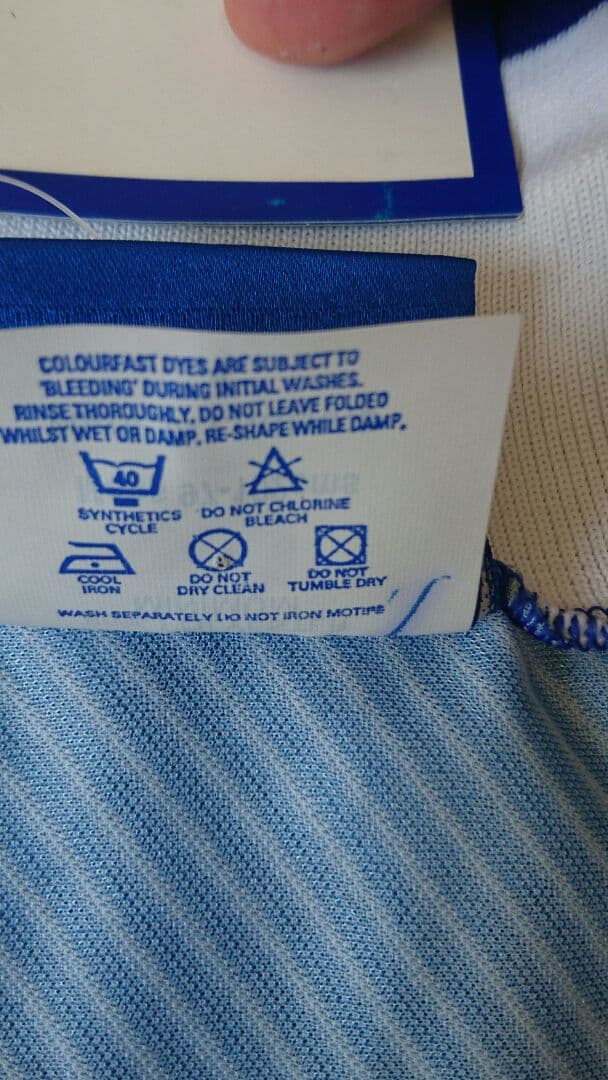 COLOURFAST DYES ARE SUBJECT TO
'BLEEDING' DURING INITIAL WASHES.
RINSE THOROUGHLY, DO NOT LEAVE FOLDED
WHILST WET OR DAMP. RE-SHAPE WHILE DAMP.
40
SYNTHETICS
CYCLE
DO NOT CHLORINE
BLEACH
COOL
IRON
DO NOT
DRY CLEAN
DO NOT
TUMBLE DRY
WASH SEPARATELY DO NOT IRON MOTIFS